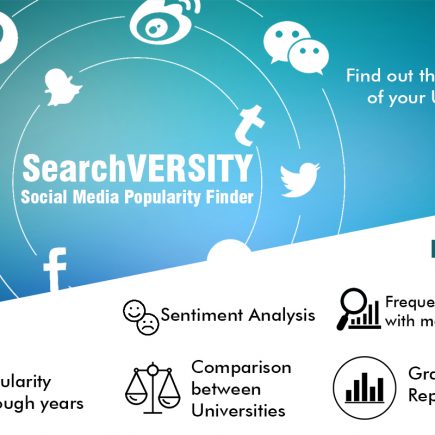 Find out th
of your U
SearchVERSITY
Social Media Popularity Finder
Sentiment Analysis
Freque
with m
ularity
ough years
Comparison
between
Universities
Gra
Rep